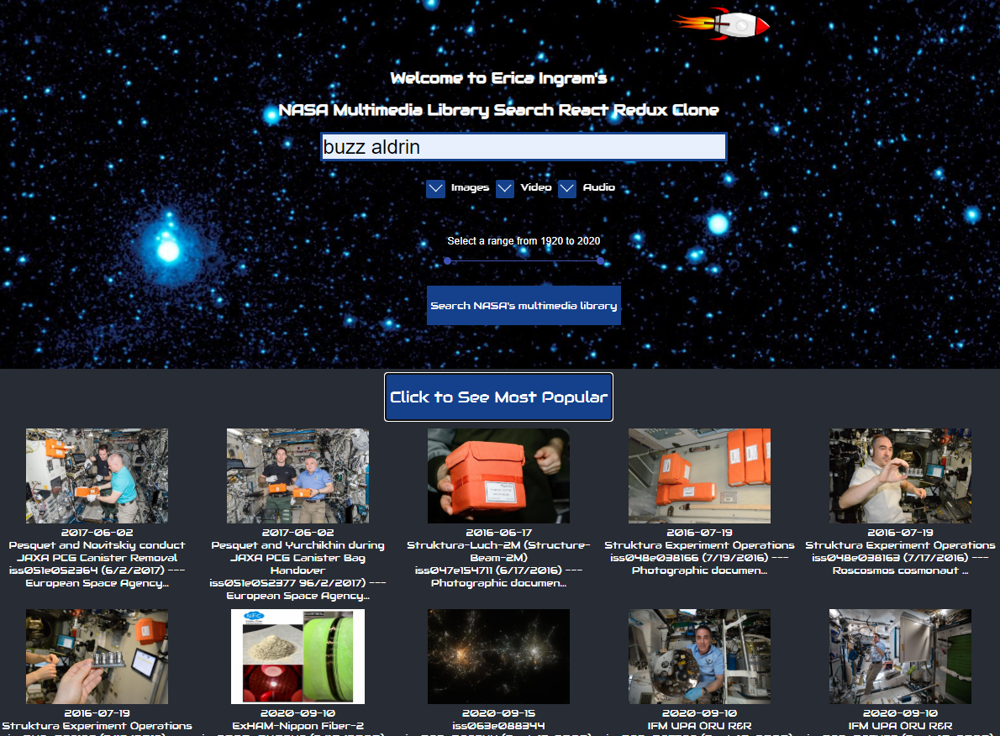 Welcome to Erica Ingram's
NASA Multimedia Library Search React Redux Clone
buzz aldrin
Images Video Audio
Select a range from 1920 to 2020
Search NASA's multimedia library
Click to See Most Popular
2017-06-02
Pesquet and Novitskiy conduct
JAXA PCG Canister Removal
iss051e052364 (6/2/2017) ---
European Space Agency...
2017-06-02
Pesquet and Yurchikhin during
JAXA PCG Canister Bag
Handover
iss051e052377 96/2/2017) ---
European Space Agency...
2016-06-17
Struktura-Luch-2M (Structure-
Beam-2M)
iss047e154711 (6/17/2016) ---
Photographic documen...
2016-07-19
Struktura Experiment Operations
iss048e038166 (7/19/2016) ---
Photographic documen...
2016-07-19
Struktura Experiment Operations
iss048e038163 (7/17/2016) ---
Roscosmos cosmonaut ...
2016-07-19
Struktura Experiment Operations
NFC
2020-09-10
ExHAM-Nippon Fiber-2
2020-09-15
iss063e088344
2020-09-10
IFM UPA ORU R&R
2020-09-10
IFM UPA ORU R&R